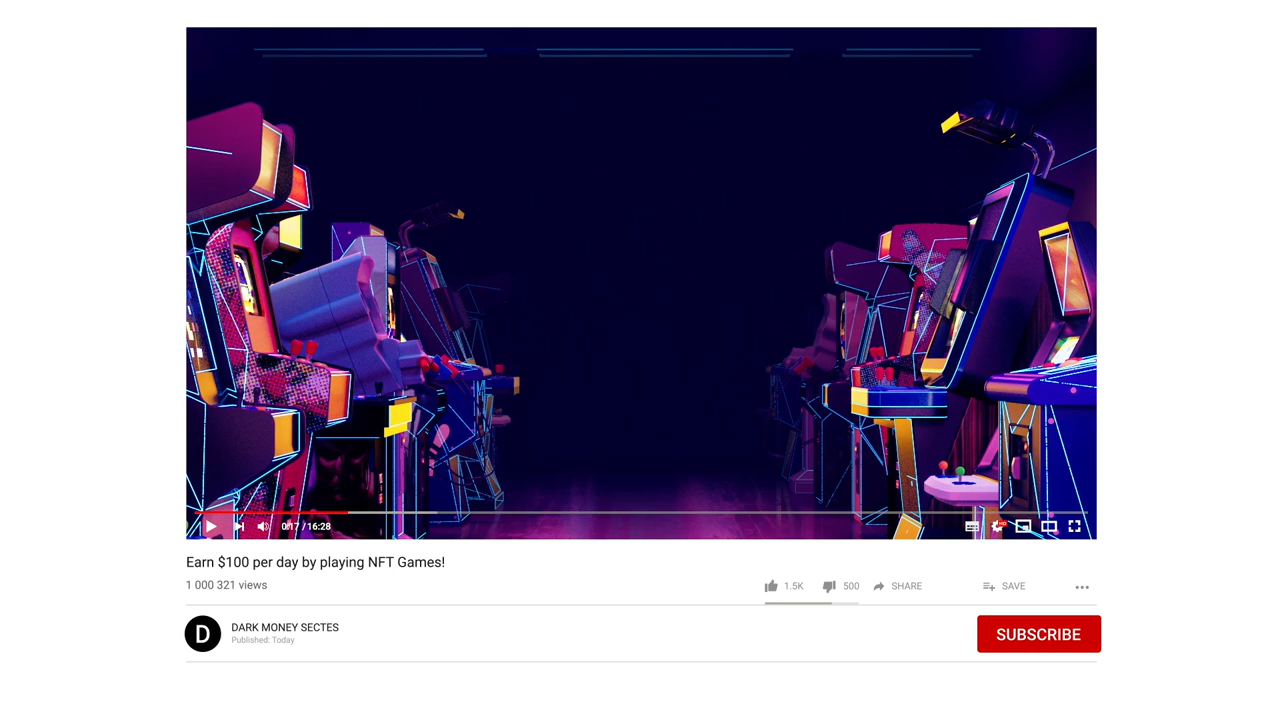 0:17 / 16:28
HD
Earn $100 per day by playing NFT Games!
1 000 321 views
1.5K 500 SHARE SAVE
D DARK MONEY SECTES
Published: Today
SUBSCRIBE